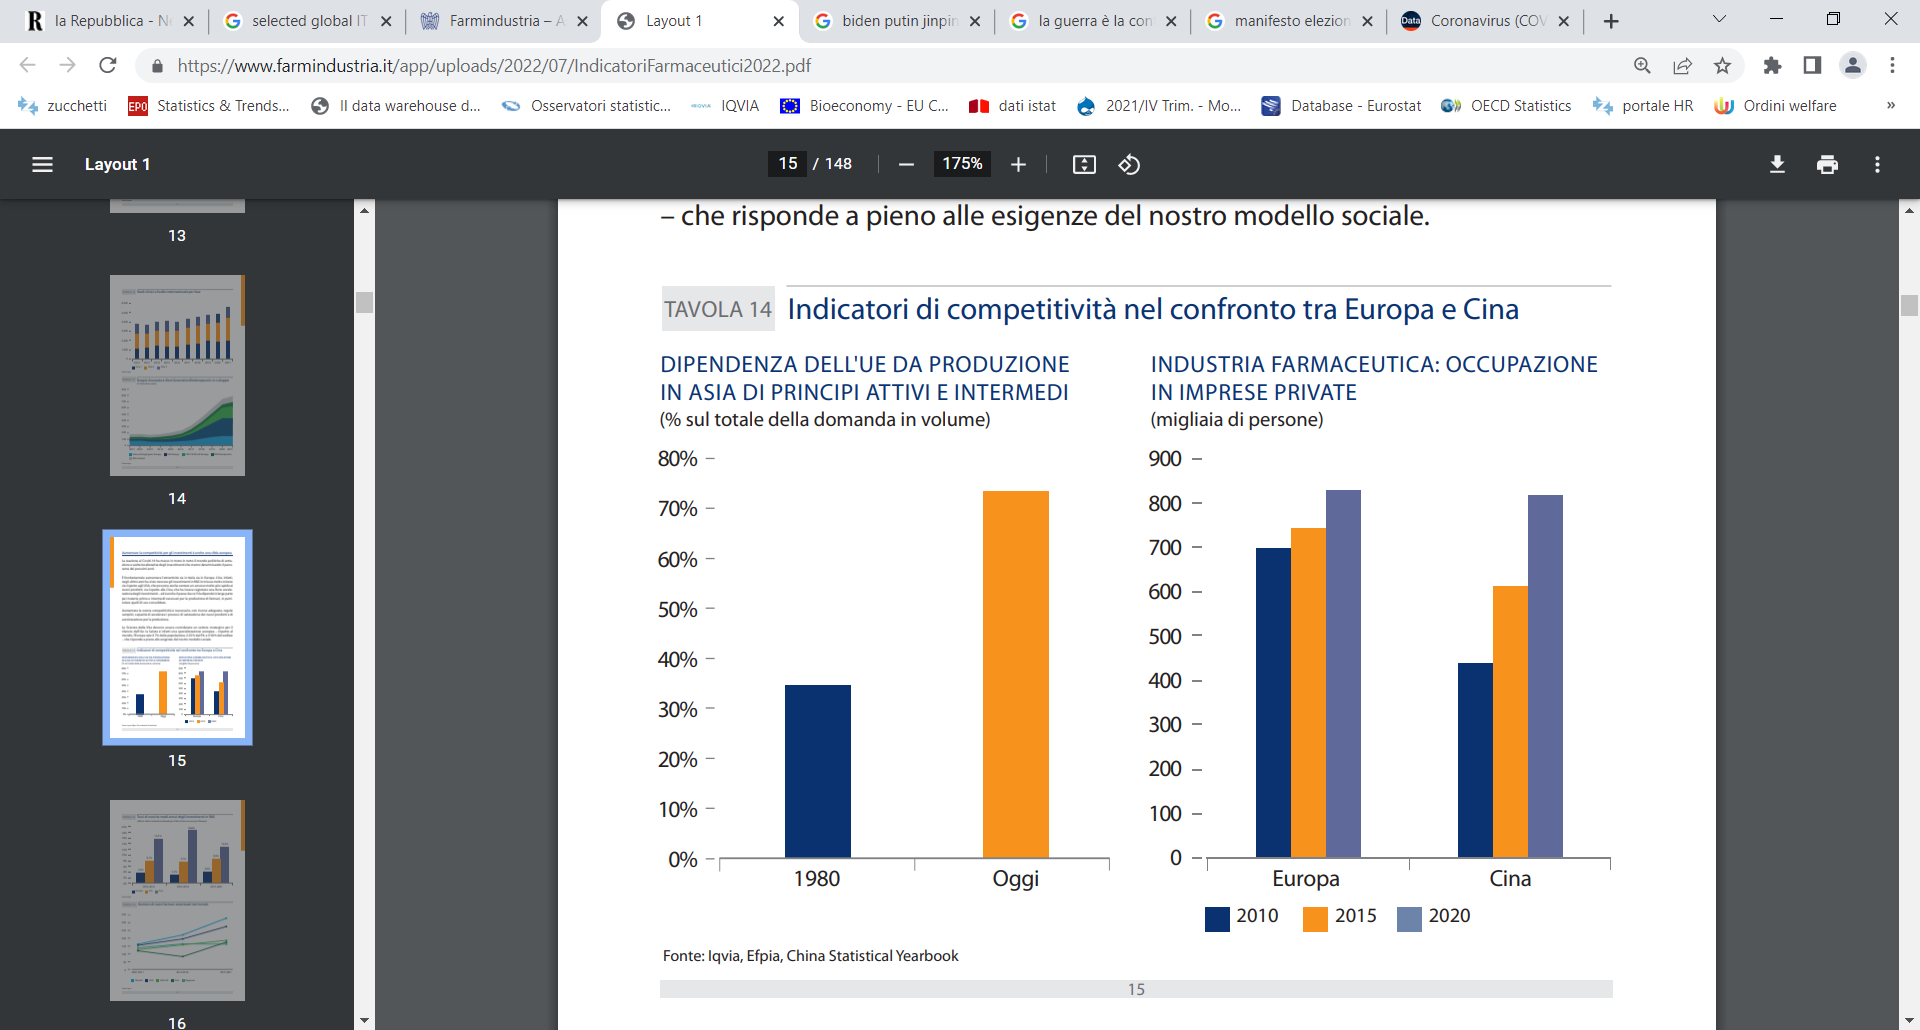 la Repubblica - N
selected global IT
Farmindustria – A
Layout 1
biden putin jinpin
la guerra è la con
manifesto elezion
Coronavirus (COV
https://www.farmindustria.it/app/uploads/2022/07/IndicatoriFarmaceutici2022.pdf
zucchetti
EPO Statistics & Trends...
Il data warehouse d...
Osservatori statistic...
IQVIA IQVIA
Bioeconomy - EU C...
dati istat
2021/IV Trim. - Mo...
Database - Eurostat
OECD Statistics
portale HR
Ordini welfare
»
Layout 1
15 / 148
175%
13
14
15
16
– che risponde a pieno alle esigenze del nostro modello sociale.
TAVOLA 14 Indicatori di competitività nel confronto tra Europa e Cina
DIPENDENZA DELL'UE DA PRODUZIONE
IN ASIA DI PRINCIPI ATTIVI E INTERMEDI
(% sul totale della domanda in volume)
80%
70%
60%
50%
40%
30%
20%
10%
0%
1980 Oggi
INDUSTRIA FARMACEUTICA: OCCUPAZIONE
IN IMPRESE PRIVATE
(migliaia di persone)
900
800
700
600
500
400
300
200
100
0
Europa Cina
2010 2015 2020
Fonte: Iqvia, Efpia, China Statistical Yearbook
15